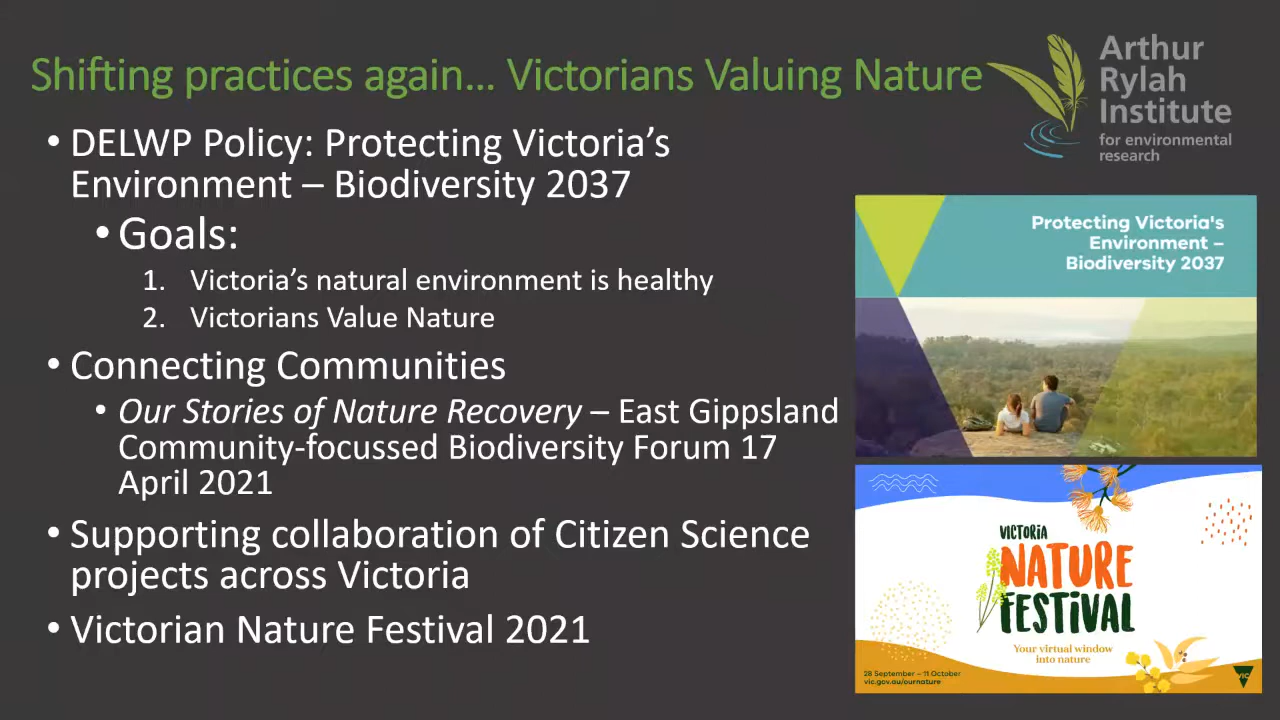 Shifting practices again... Victorians Valuing Nature
Arthur
Rylah
Institute
for environmental
research
• DELWP Policy: Protecting Victoria's
Environment – Biodiversity 2037
• Goals:
1. Victoria's natural environment is healthy
2. Victorians Value Nature
• Connecting Communities
• Our Stories of Nature Recovery – East Gippsland
Community-focussed Biodiversity Forum 17
April 2021
• Supporting collaboration of Citizen Science
projects across Victoria
• Victorian Nature Festival 2021
Protecting Victoria's
Environment –
Biodiversity 2037
VICTORIA
NATURE
FESTIVAL
Your virtual window
into nature
28 September – 11 October
vic.gov.au/ournature
VIC